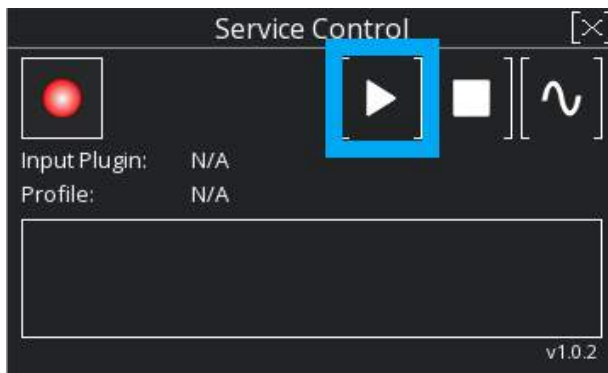 Service Control
Input Plugin: N/A
Profile: N/A
v1.0.2